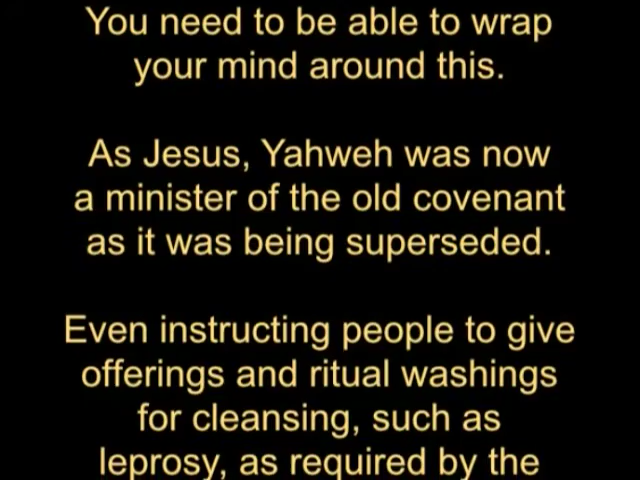 You need to be able to wrap
your mind around this.
As Jesus, Yahweh was now
a minister of the old covenant
as it was being superseded.
Even instructing people to give
offerings and ritual washings
for cleansing, such as
leprosy, as required by the